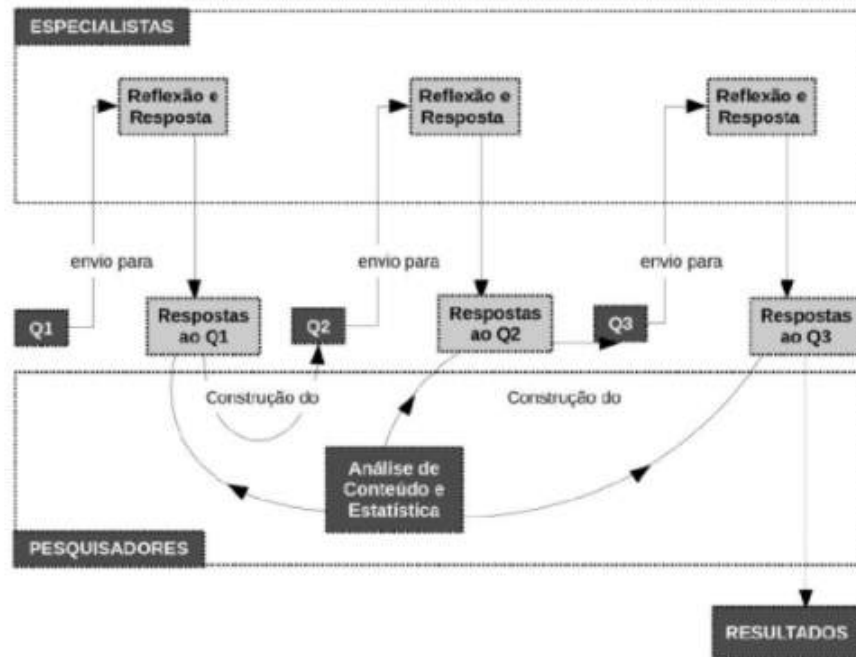 ESPECIALISTAS
Reflexão e
Resposta
Reflexão e
Resposta
Reflexão e
Resposta
envio para
envio para
envio para
Q1
Respostas
ao Q1
Q2
Respostas
ao Q2
Q3
Respostas
ao Q3
Construção do
Construção do
Análise de
Conteúdo e
Estatística
PESQUISADORES
RESULTADOS